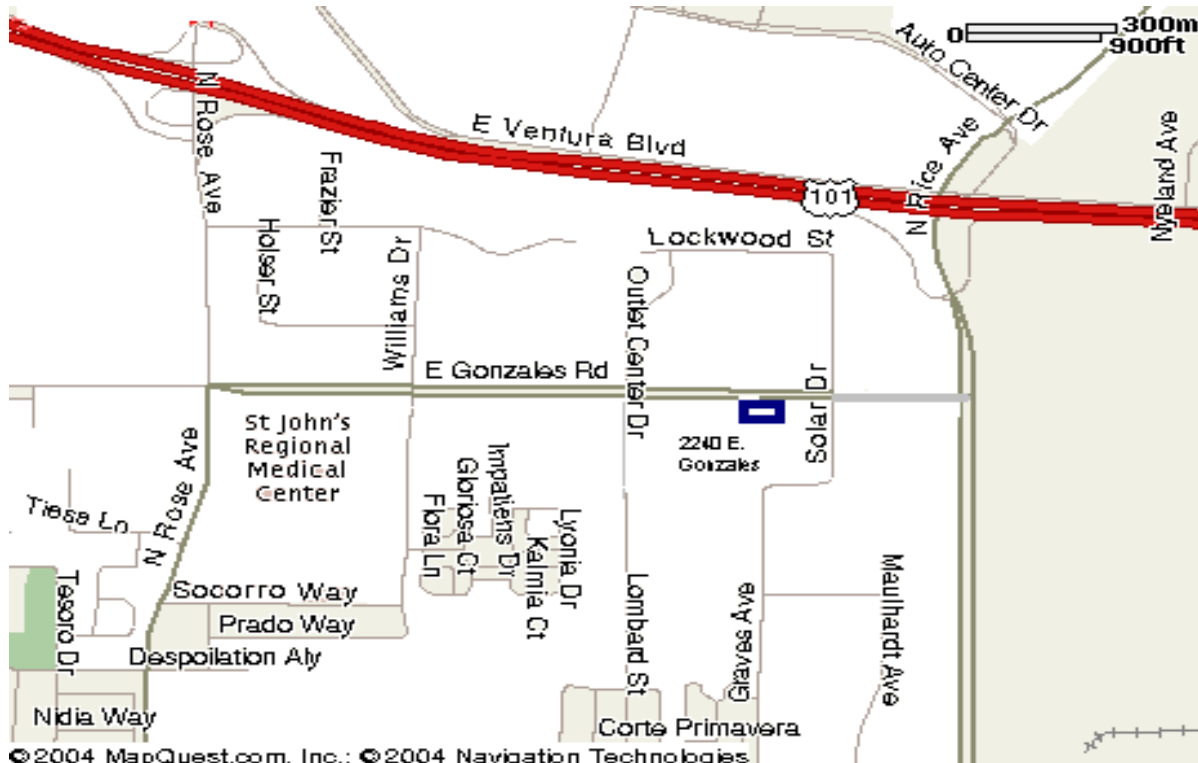 300m
0
900ft
Auto Center Dr
E Ventura Blvd
N Rose Ave
N Rice Ave
Nyeland Ave
101
Frazier St
Holser St
Williams Dr
Lockwood St
Outlet Center Dr
E Gonzales Rd
Solar Dr
St John's
Regional
Medical
Center
2240 E.
Gonzales
N Rose Ave
Tiese Ln
Flora Ln
Gloriosa Ct
Impatiens Dr
Kalmia Ct
Lyonia Dr
Maulhardt Ave
Tesoro Dr
Socorro Way
Prado Way
Lombard St
Graves Ave
Despoilation Aly
Nidia Way
Corte Primavera
©2004 MapQuest.com, Inc.; ©2004 Navigation Technologies